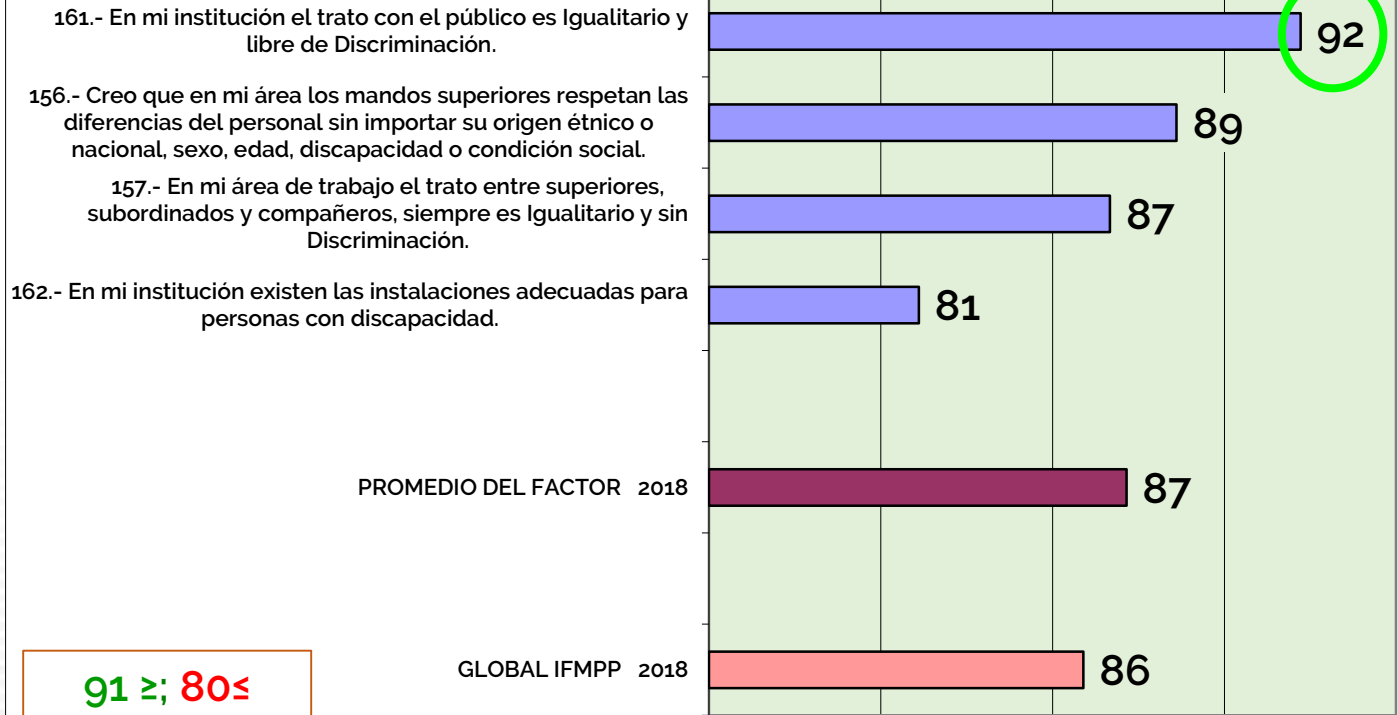 161.- En mi institución el trato con el público es Igualitario y
libre de Discriminación.
92
156.- Creo que en mi área los mandos superiores respetan las
diferencias del personal sin importar su origen étnico o
nacional, sexo, edad, discapacidad o condición social.
89
157.- En mi área de trabajo el trato entre superiores,
subordinados y compañeros, siempre es Igualitario y sin
Discriminación.
87
162.- En mi institución existen las instalaciones adecuadas para
personas con discapacidad.
81
PROMEDIO DEL FACTOR 2018
87
GLOBAL IFMPP 2018
86
91 ≥; 80≤